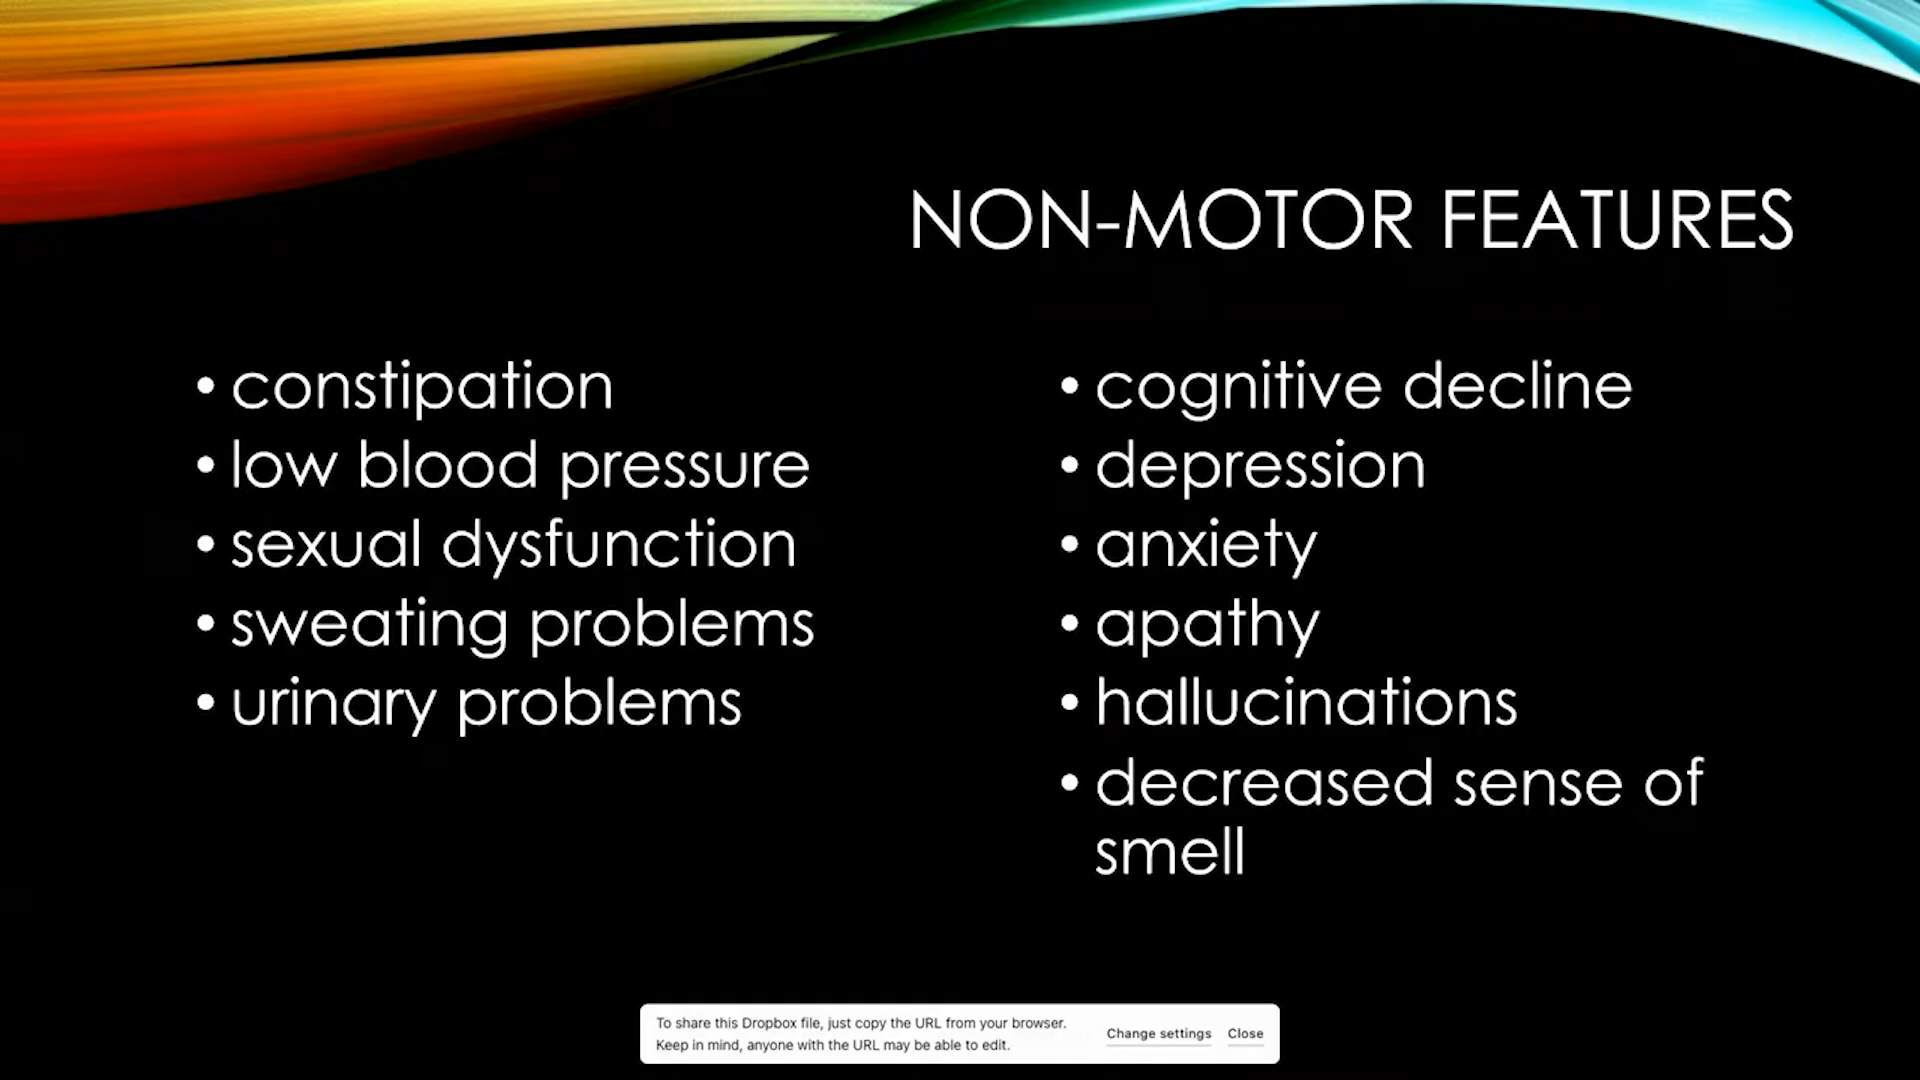 NON-MOTOR FEATURES
• constipation
• low blood pressure
• sexual dysfunction
• sweating problems
• urinary problems
• cognitive decline
• depression
• anxiety
• apathy
• hallucinations
• decreased sense of
smell
To share this Dropbox file, just copy the URL from your browser.
Keep in mind, anyone with the URL may be able to edit.
Change settings
Close